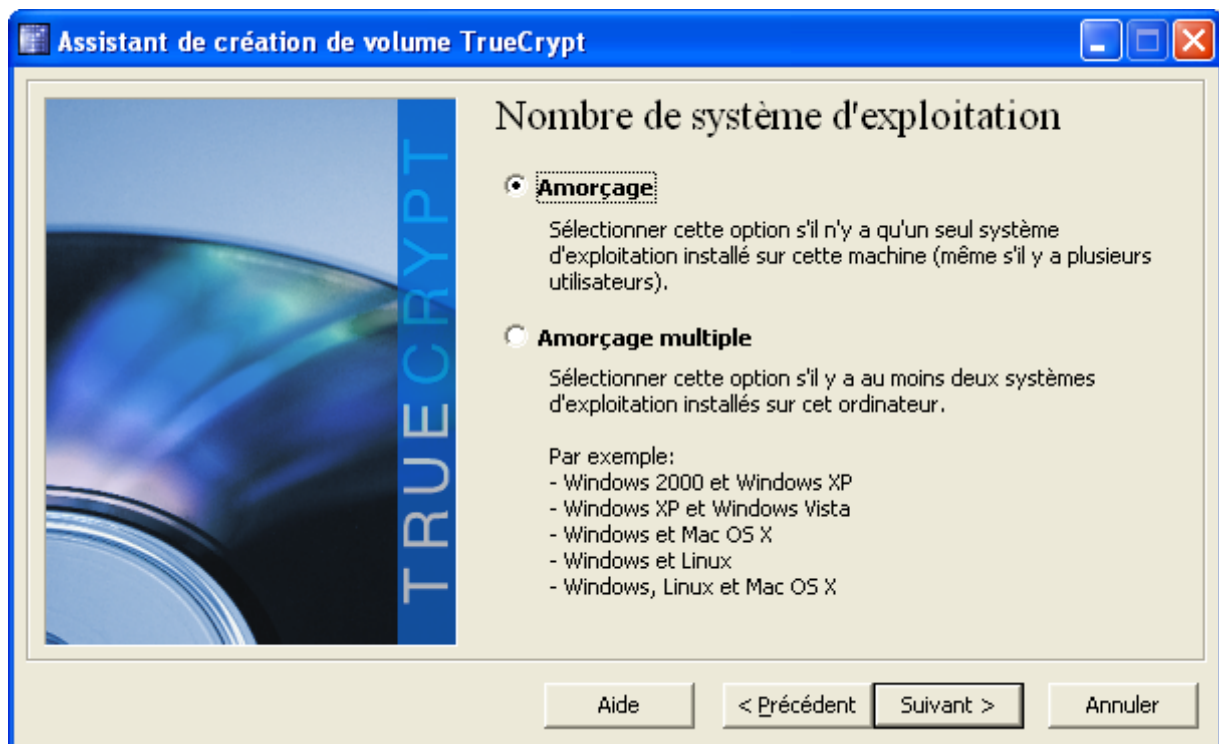 Assistant de création de volume TrueCrypt
TRUECRYPT
Nombre de système d'exploitation
Amorçage
Sélectionner cette option s'il n'y a qu'un seul système
d'exploitation installé sur cette machine (même s'il y a plusieurs
utilisateurs).
Amorçage multiple
Sélectionner cette option s'il y a au moins deux systèmes
d'exploitation installés sur cet ordinateur.
Par exemple:
- Windows 2000 et Windows XP
- Windows XP et Windows Vista
- Windows et Mac OS X
- Windows et Linux
- Windows, Linux et Mac OS X
Aide
< Précédent
Suivant >
Annuler